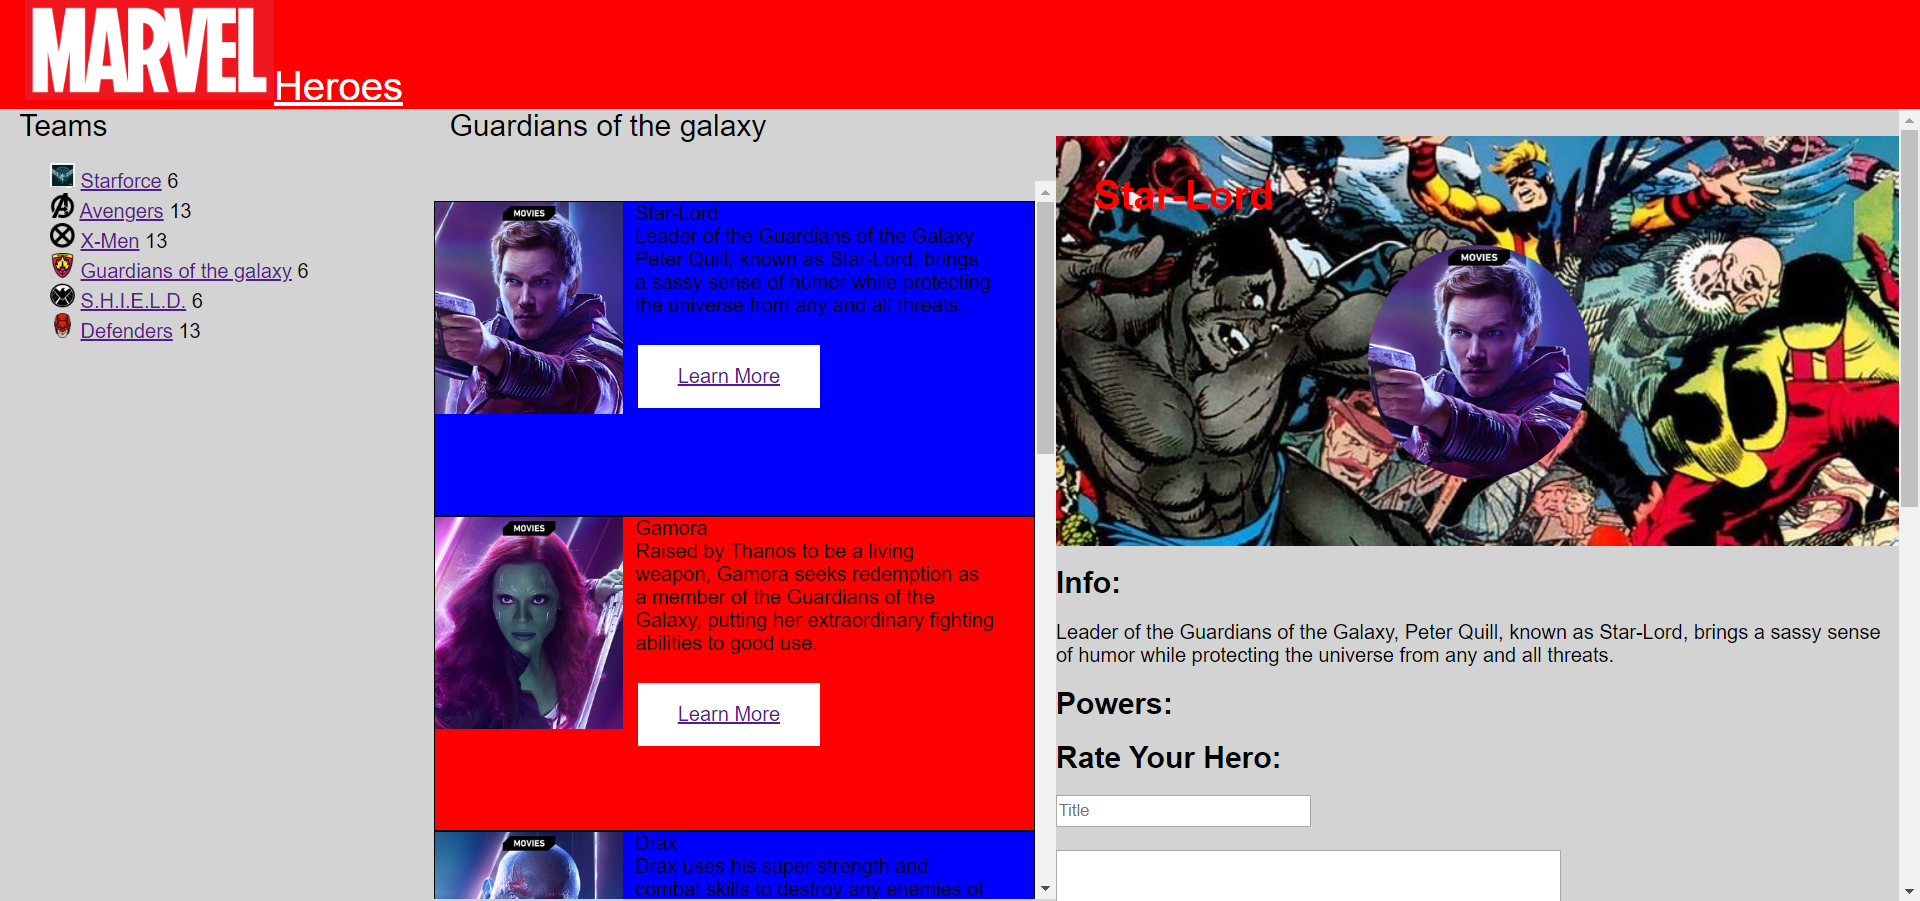 MARVEL Heroes
Teams
Starforce 6
Avengers 13
X-Men 13
Guardians of the galaxy 6
S.H.I.E.L.D. 6
Defenders 13
Guardians of the galaxy
MOVIES
Star-Lord
Leader of the Guardians of the Galaxy,
Peter Quill, known as Star-Lord, brings
a sassy sense of humor while protecting
the universe from any and all threats.
Learn More
MOVIES
Gamora
Raised by Thanos to be a living
weapon, Gamora seeks redemption as
a member of the Guardians of the
Galaxy, putting her extraordinary fighting
abilities to good use.
Learn More
MOVIES
Drax
Drax uses his super strength and
combat skills to destroy any enemies of
Star-Lord
MOVIES
Info:
Leader of the Guardians of the Galaxy, Peter Quill, known as Star-Lord, brings a sassy sense
of humor while protecting the universe from any and all threats.
Powers:
Rate Your Hero:
Title